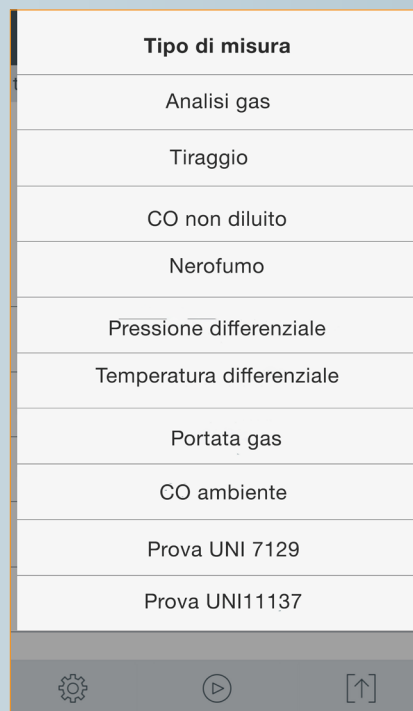 Tipo di misura
Analisi gas
Tiraggio
CO non diluito
Nerofumo
Pressione differenziale
Temperatura differenziale
Portata gas
CO ambiente
Prova UNI 7129
Prova UNI11137